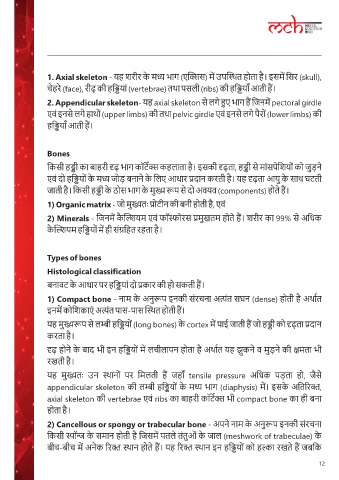 mch
1. Axial skeleton - यह शरीर के मध्य भाग (एक्सिस) में उपस्थित होता है। इसमें सिर (skull),
चेहरे (face), रीढ़ की हड्डियां (vertebrae) तथा पसली (ribs) की हड्डियाँ आती हैं।
2. Appendicular skeleton- यह axial skeleton से लगे हुए भाग हैं जिनमें pectoral girdle
एवं इनसे लगे हाथों (upper limbs) की तथा pelvic girdle एवं इनसे लगे पैरों (lower limbs) की
हड्डियाँ आती हैं।
Bones
किसी हड्डी का बाहरी दृढ़ भाग कॉर्टेक्स कहलाता है। इसकी दृढ़ता, हड्डी से मांसपेशियों को जुड़ने
एवं दो हड्डियों के मध्य जोड़ बनाने के लिए आधार प्रदान करती है। यह दृढ़ता आयु के साथ घटती
जाती है। किसी हड्डी के ठोस भाग के मुख्य रूप से दो अवयव (components) होते हैं।
1) Organic matrix - जो मुख्यतः प्रोटीन की बनी होती है, एवं
2) Minerals - जिनमें कैल्शियम एवं फॉस्फोरस प्रमुखतम होते हैं। शरीर का 99% से अधिक
कैल्शियम हड्डियों में ही संग्रहित रहता है।
Types of bones
Histological classification
बनावट के आधार पर हड्डियां दो प्रकार की हो सकती हैं।
1) Compact bone - नाम के अनुरूप इनकी संरचना अत्यंत सघन (dense) होती है अर्थात
इनमें कोशिकाएं अत्यंत पास-पास स्थित होती हैं।
यह मुख्यरूप से लम्बी हड्डियों (long bones) के cortex में पाई जाती हैं जो हड्डी को दृढ़ता प्रदान
करता है।
दृढ़ होने के बाद भी इन हड्डियों में लचीलापन होता है अर्थात यह झुकने व मुड़ने की क्षमता भी
रखती है।
यह मुख्यतः उन स्थानों पर मिलती है जहाँ tensile pressure अधिक पड़ता हो, जैसे
appendicular skeleton की लम्बी हड्डियों के मध्य भाग (diaphysis) में। इसके अतिरिक्त,
axial skeleton की vertebrae एवं ribs का बाहरी कॉर्टेक्स भी compact bone का ही बना
होता है।
2) Cancellous or spongy or trabecular bone - अपने नाम के अनुरूप इनकी संरचना
किसी स्पॉन्ज के समान होती है जिसमें पतले तंतुओं के जाल (meshwork of trabeculae) के
बीच-बीच में अनेक रिक्त स्थान होते हैं। यह रिक्त स्थान इन हड्डियों को हल्का रखते हैं जबकि
12